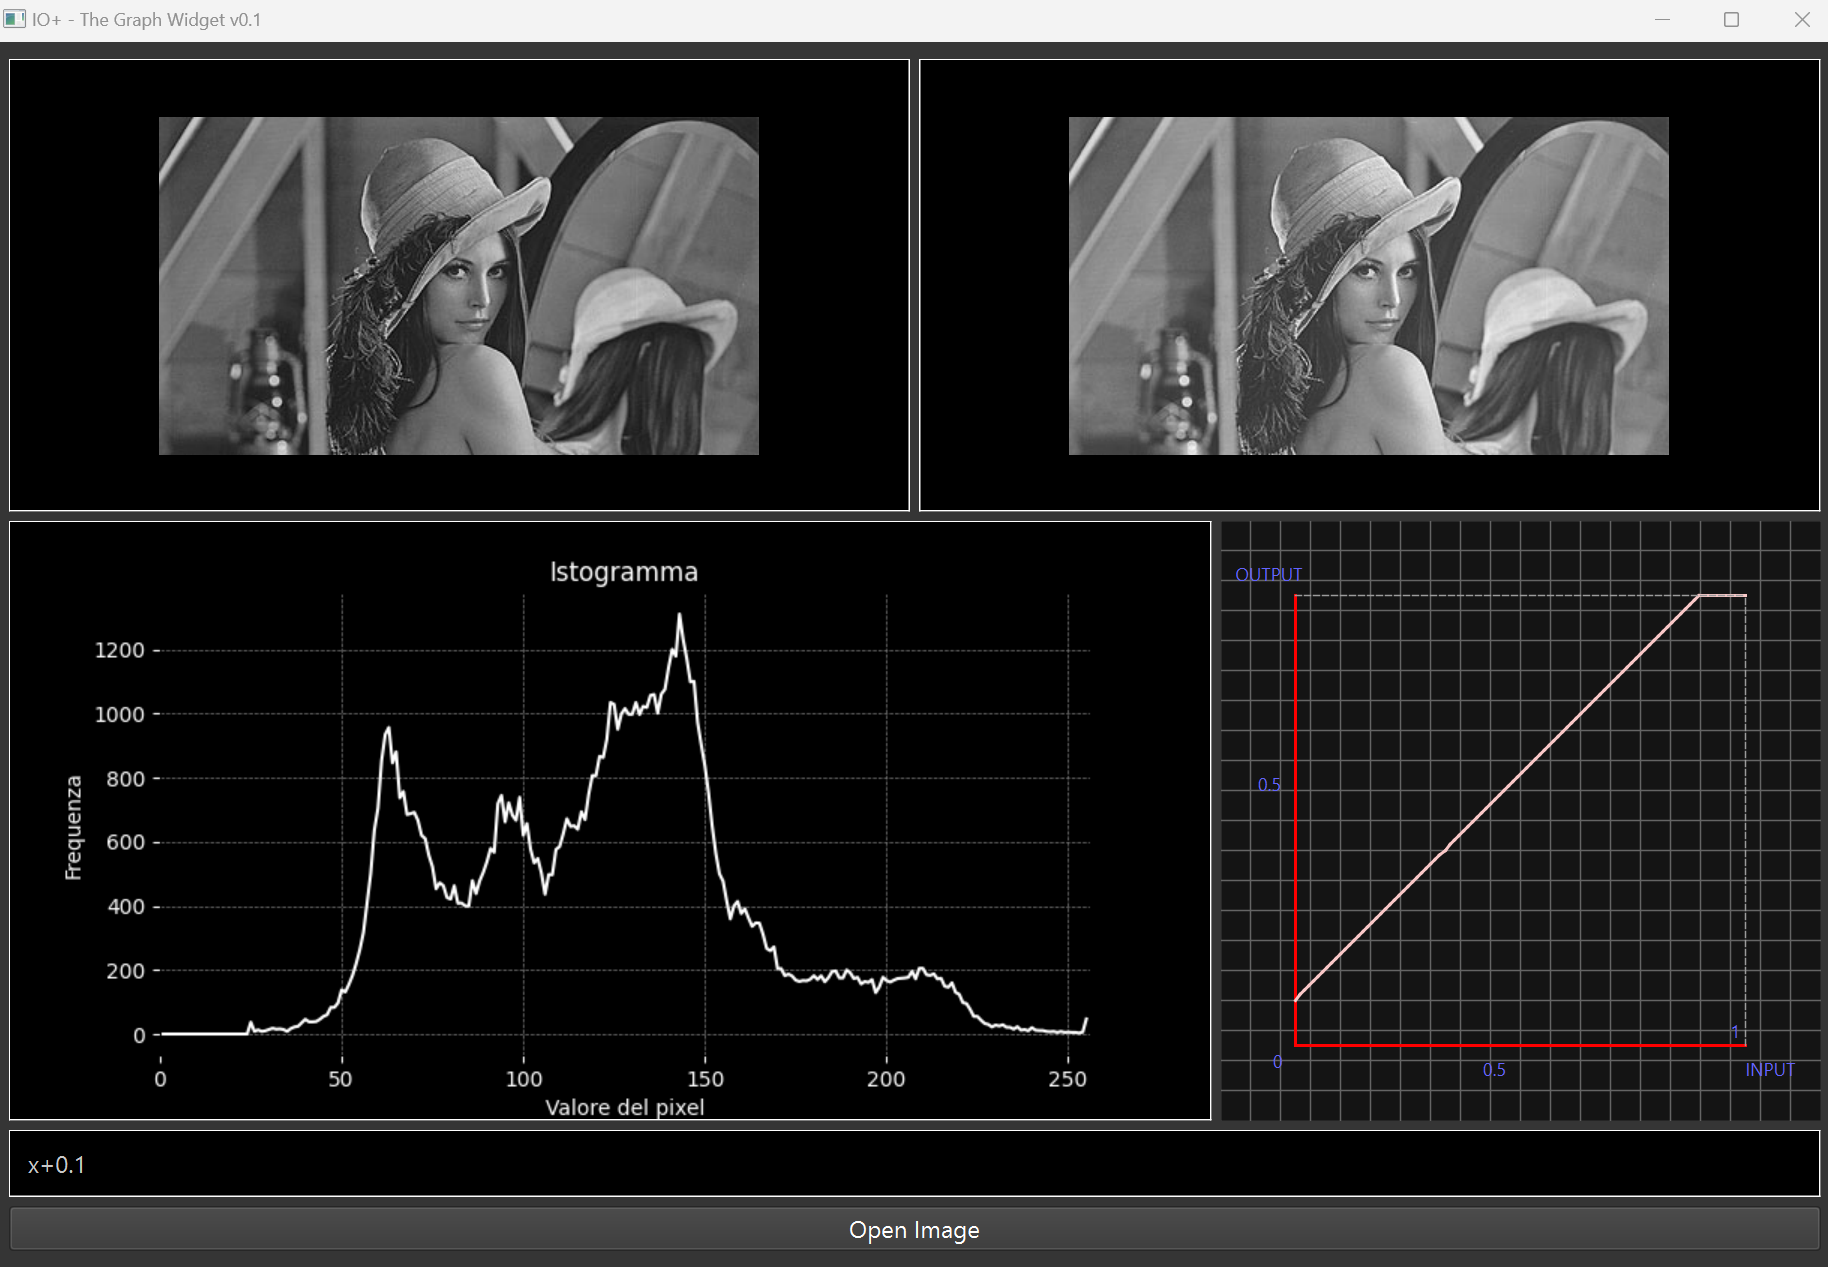 IO+ - The Graph Widget v0.1
Istogramma
1200
1000
800
600
400
200
0
Frequenza
0 50 100 150 200 250
Valore del pixel
OUTPUT
0.5
1
0
0.5
INPUT
x+0.1
Open Image